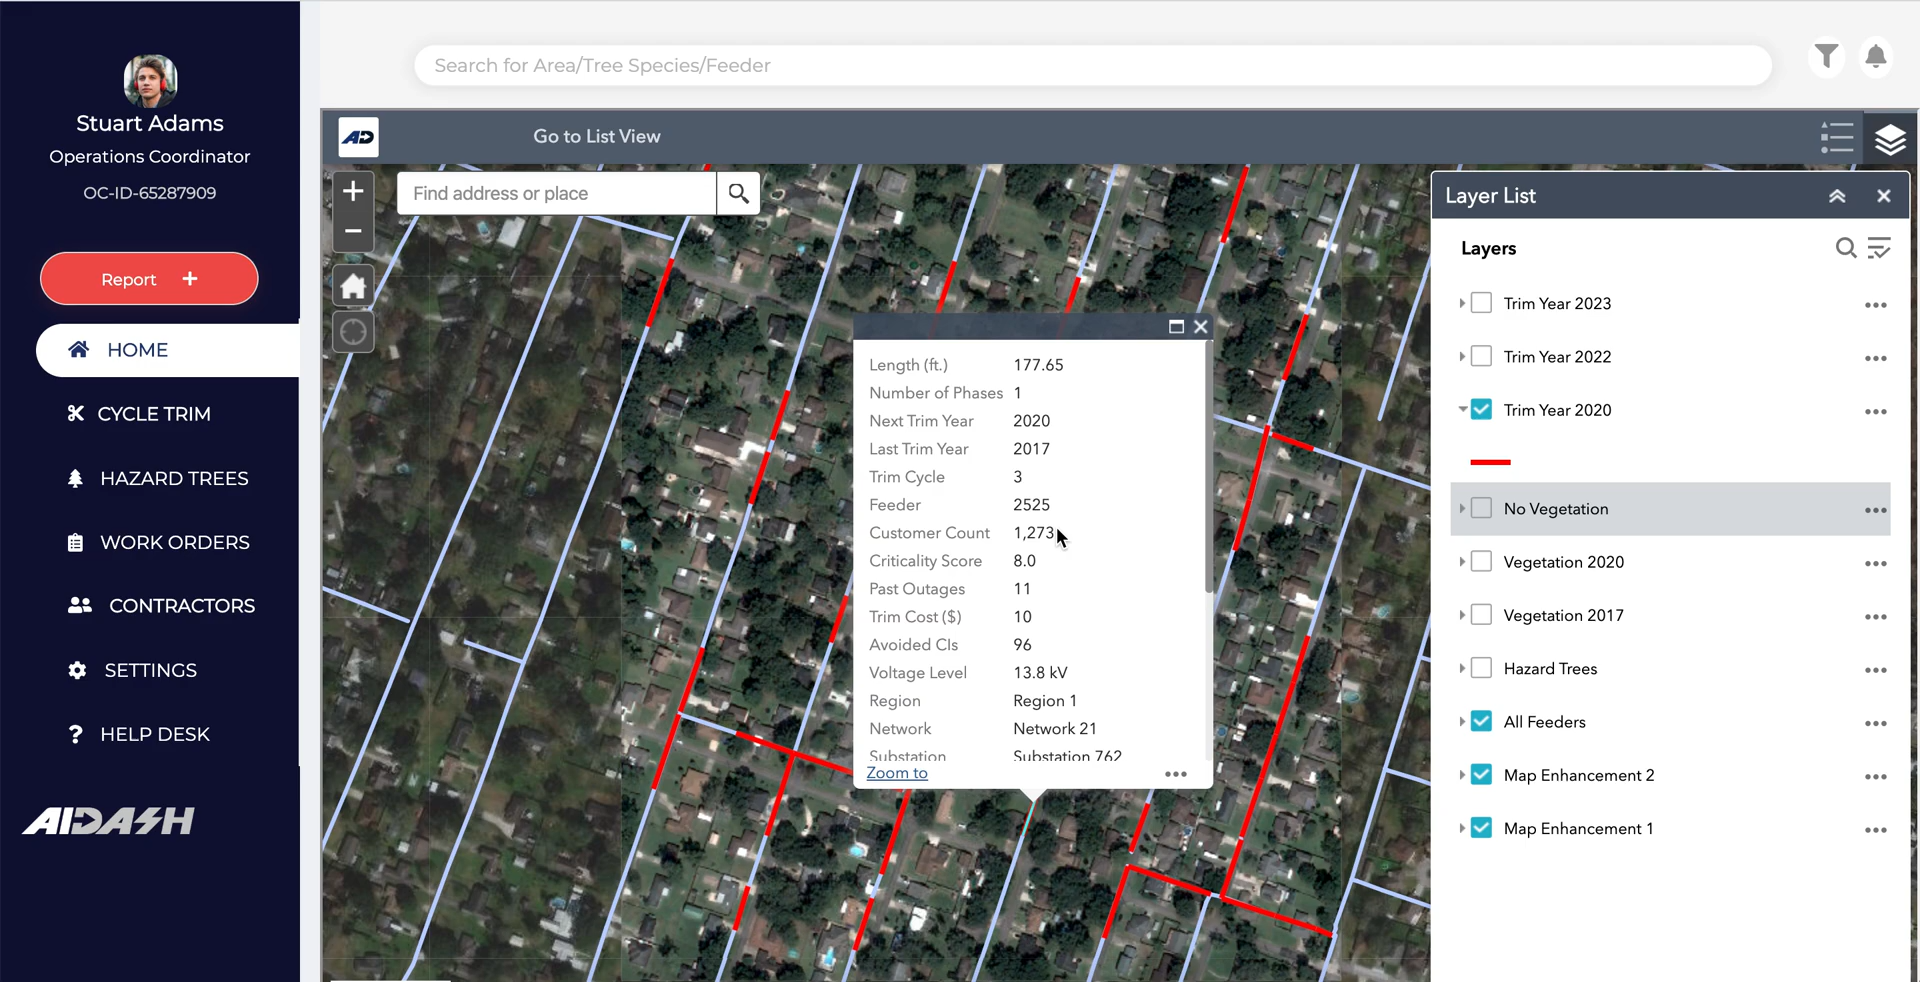 Stuart Adams
Operations Coordinator
OC-ID-65287909
Report +
HOME
CYCLE TRIM
HAZARD TREES
WORK ORDERS
CONTRACTORS
SETTINGS
? HELP DESK
AIDASH
Search for Area/Tree Species/Feeder
AD
Go to List View
+
−
Find address or place
Length (ft.) 177.65
Number of Phases 1
Next Trim Year 2020
Last Trim Year 2017
Trim Cycle 3
Feeder 2525
Customer Count 1,273
Criticality Score 8.0
Past Outages 11
Trim Cost ($) 10
Avoided CIs 96
Voltage Level 13.8 kV
Region Region 1
Network Network 21
Substation Substation 762
Zoom to
Layer List
Layers
Trim Year 2023
Trim Year 2022
Trim Year 2020
No Vegetation
Vegetation 2020
Vegetation 2017
Hazard Trees
All Feeders
Map Enhancement 2
Map Enhancement 1